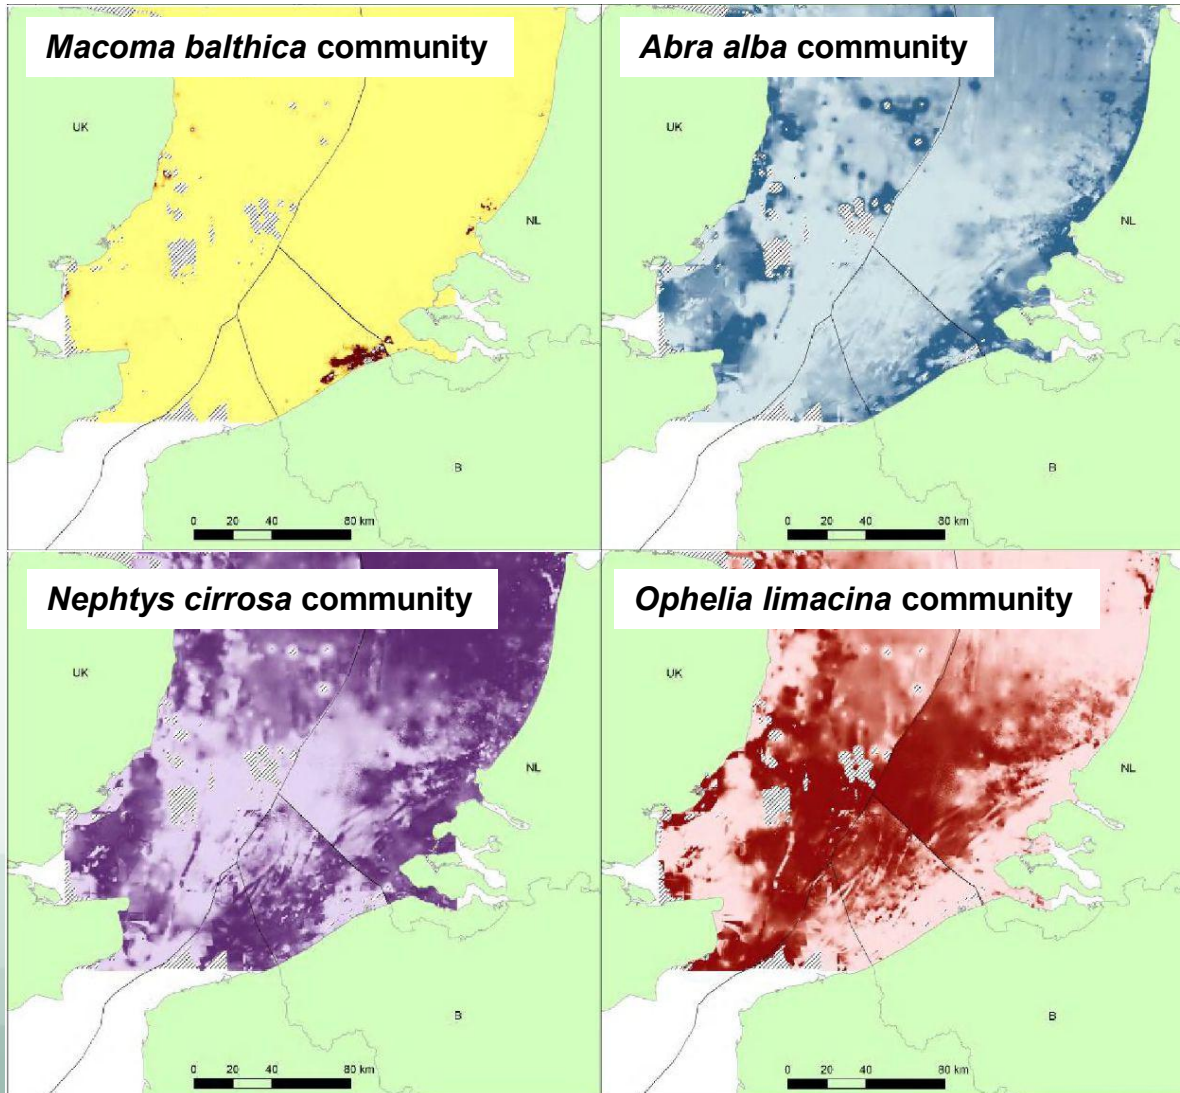 Macoma balthica community
UK
NL
B
0 20 40 80 km
Abra alba community
UK
NL
B
0 20 40 80 km
Nephtys cirrosa community
UK
NL
B
0 20 40 80 km
Ophelia limacina community
UK
NL
B
0 20 40 80 km